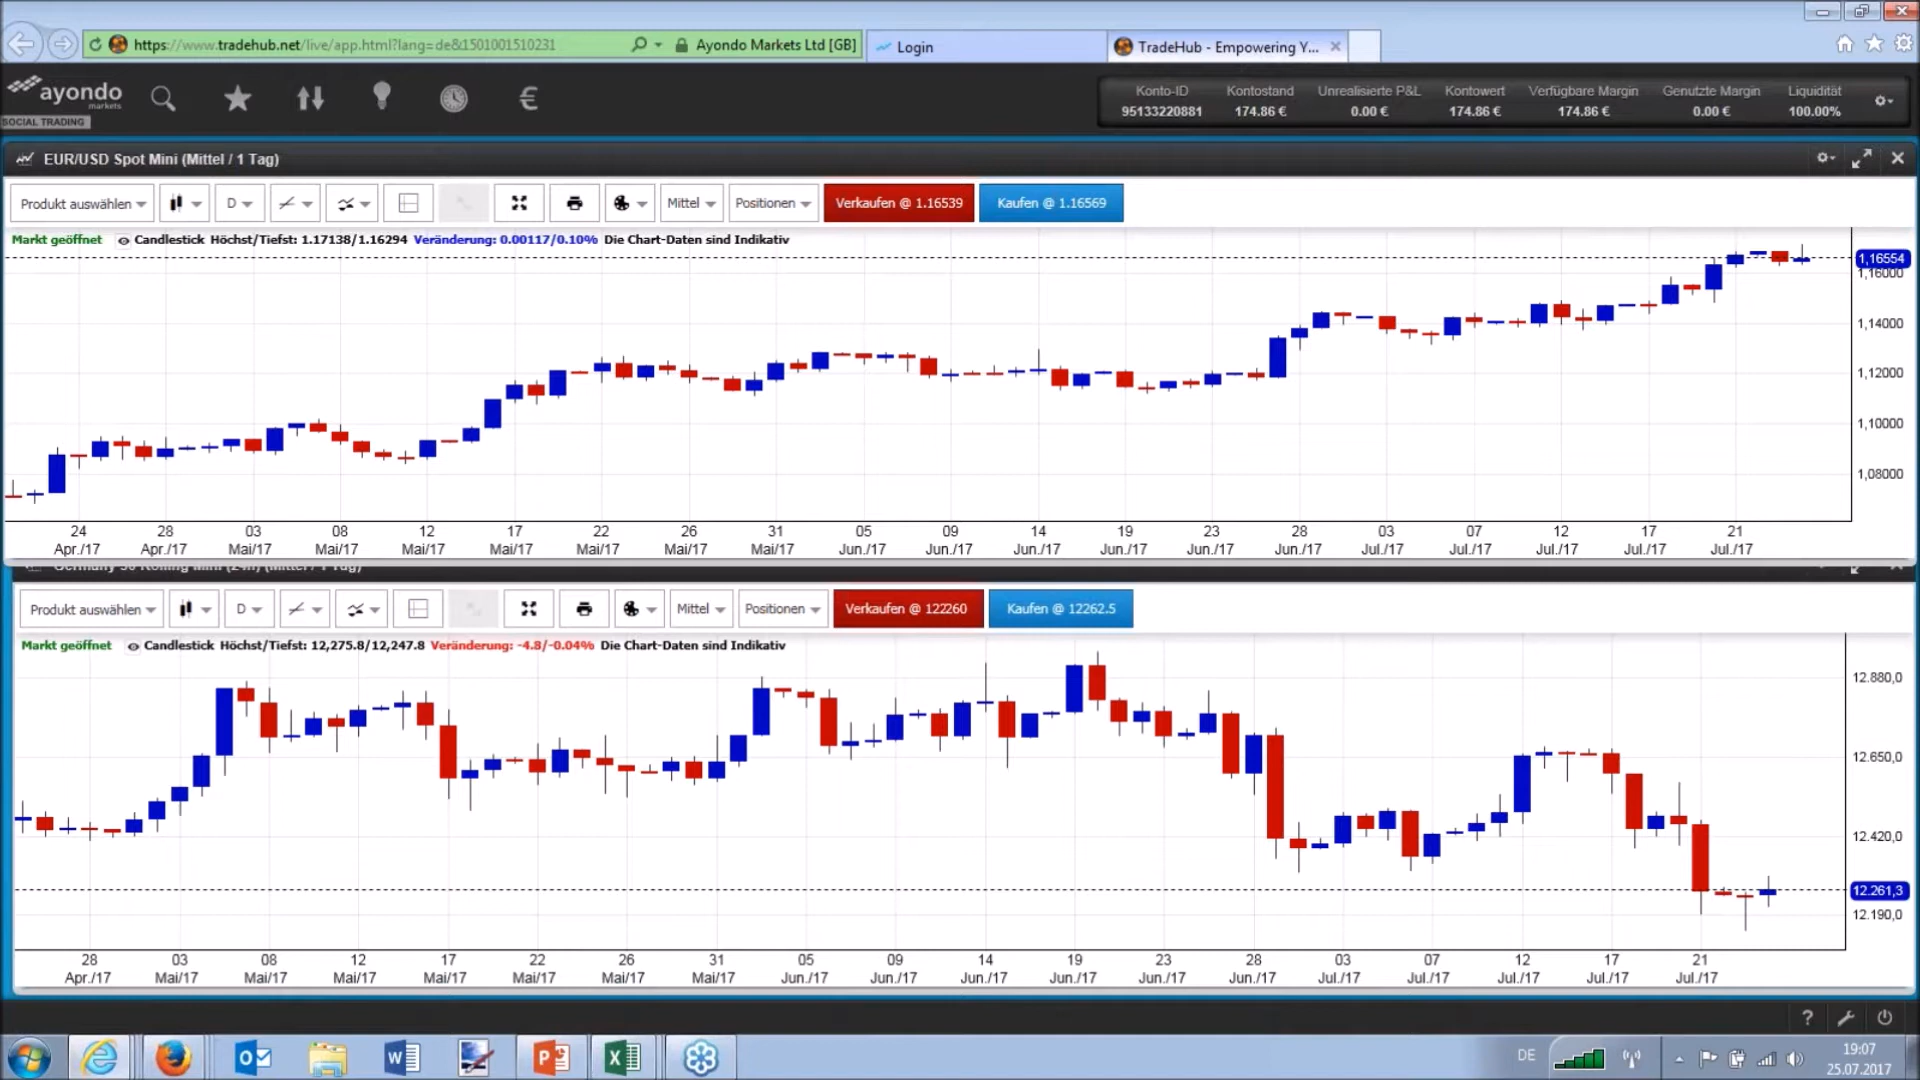 https://www.tradehub.net/live/app.html?lang=de&1501001510231
Ayondo Markets Ltd [GB]
Login
TradeHub - Empowering Y...
ayondo
markets
SOCIAL TRADING
€
Konto-ID Kontostand Unrealisierte P&L Kontowert Verfügbare Margin Genutzte Margin Liquidität
95133220881 174.86 € 0.00 € 174.86 € 174.86 € 0.00 € 100.00%
EUR/USD Spot Mini (Mittel / 1 Tag)
Produkt auswählen D Mittel Positionen Verkaufen @ 1.16539 Kaufen @ 1.16569
Markt geöffnet Candlestick Höchst/Tiefst: 1.17138/1.16294 Veränderung: 0.00117/0.10% Die Chart-Daten sind Indikativ
1,16554
1,16000
1,14000
1,12000
1,10000
1,08000
24 28 03 08 12 17 22 26 31 05 09 14 19 23 28 03 07 12 17 21
Apr./17 Apr./17 Mai/17 Mai/17 Mai/17 Mai/17 Mai/17 Mai/17 Mai/17 Jun./17 Jun./17 Jun./17 Jun./17 Jun./17 Jun./17 Jul./17 Jul./17 Jul./17 Jul./17 Jul./17
Germany 30 Rolling Mini (24h) (Mittel / 1 Tag)
Produkt auswählen D Mittel Positionen Verkaufen @ 122260 Kaufen @ 12262.5
Markt geöffnet Candlestick Höchst/Tiefst: 12,275.8/12,247.8 Veränderung: -4.8/-0.04% Die Chart-Daten sind Indikativ
12.880,0
12.650,0
12.420,0
12.261,3
12.190,0
28 03 08 12 17 22 26 31 05 09 14 19 23 28 03 07 12 17 21
Apr./17 Mai/17 Mai/17 Mai/17 Mai/17 Mai/17 Mai/17 Mai/17 Jun./17 Jun./17 Jun./17 Jun./17 Jun./17 Jun./17 Jul./17 Jul./17 Jul./17 Jul./17 Jul./17
?
DE
19:07
25.07.2017